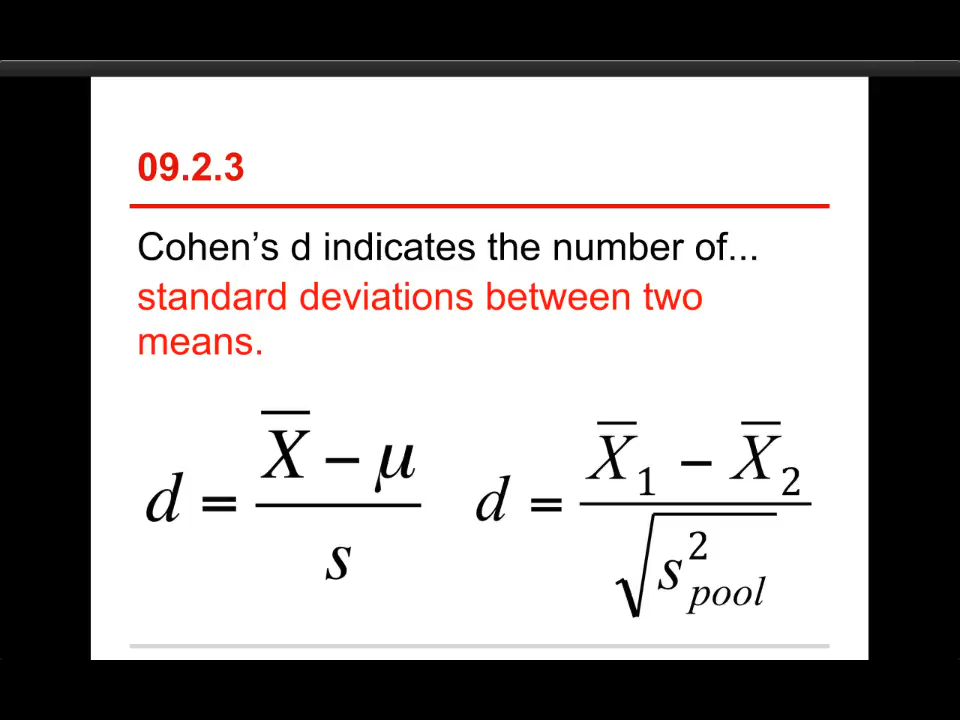 09.2.3
Cohen’s d indicates the number of...
standard deviations between two
means.
d = (X̅ − μ) / s
d = (X̅₁ − X̅₂) / √(s²pool)